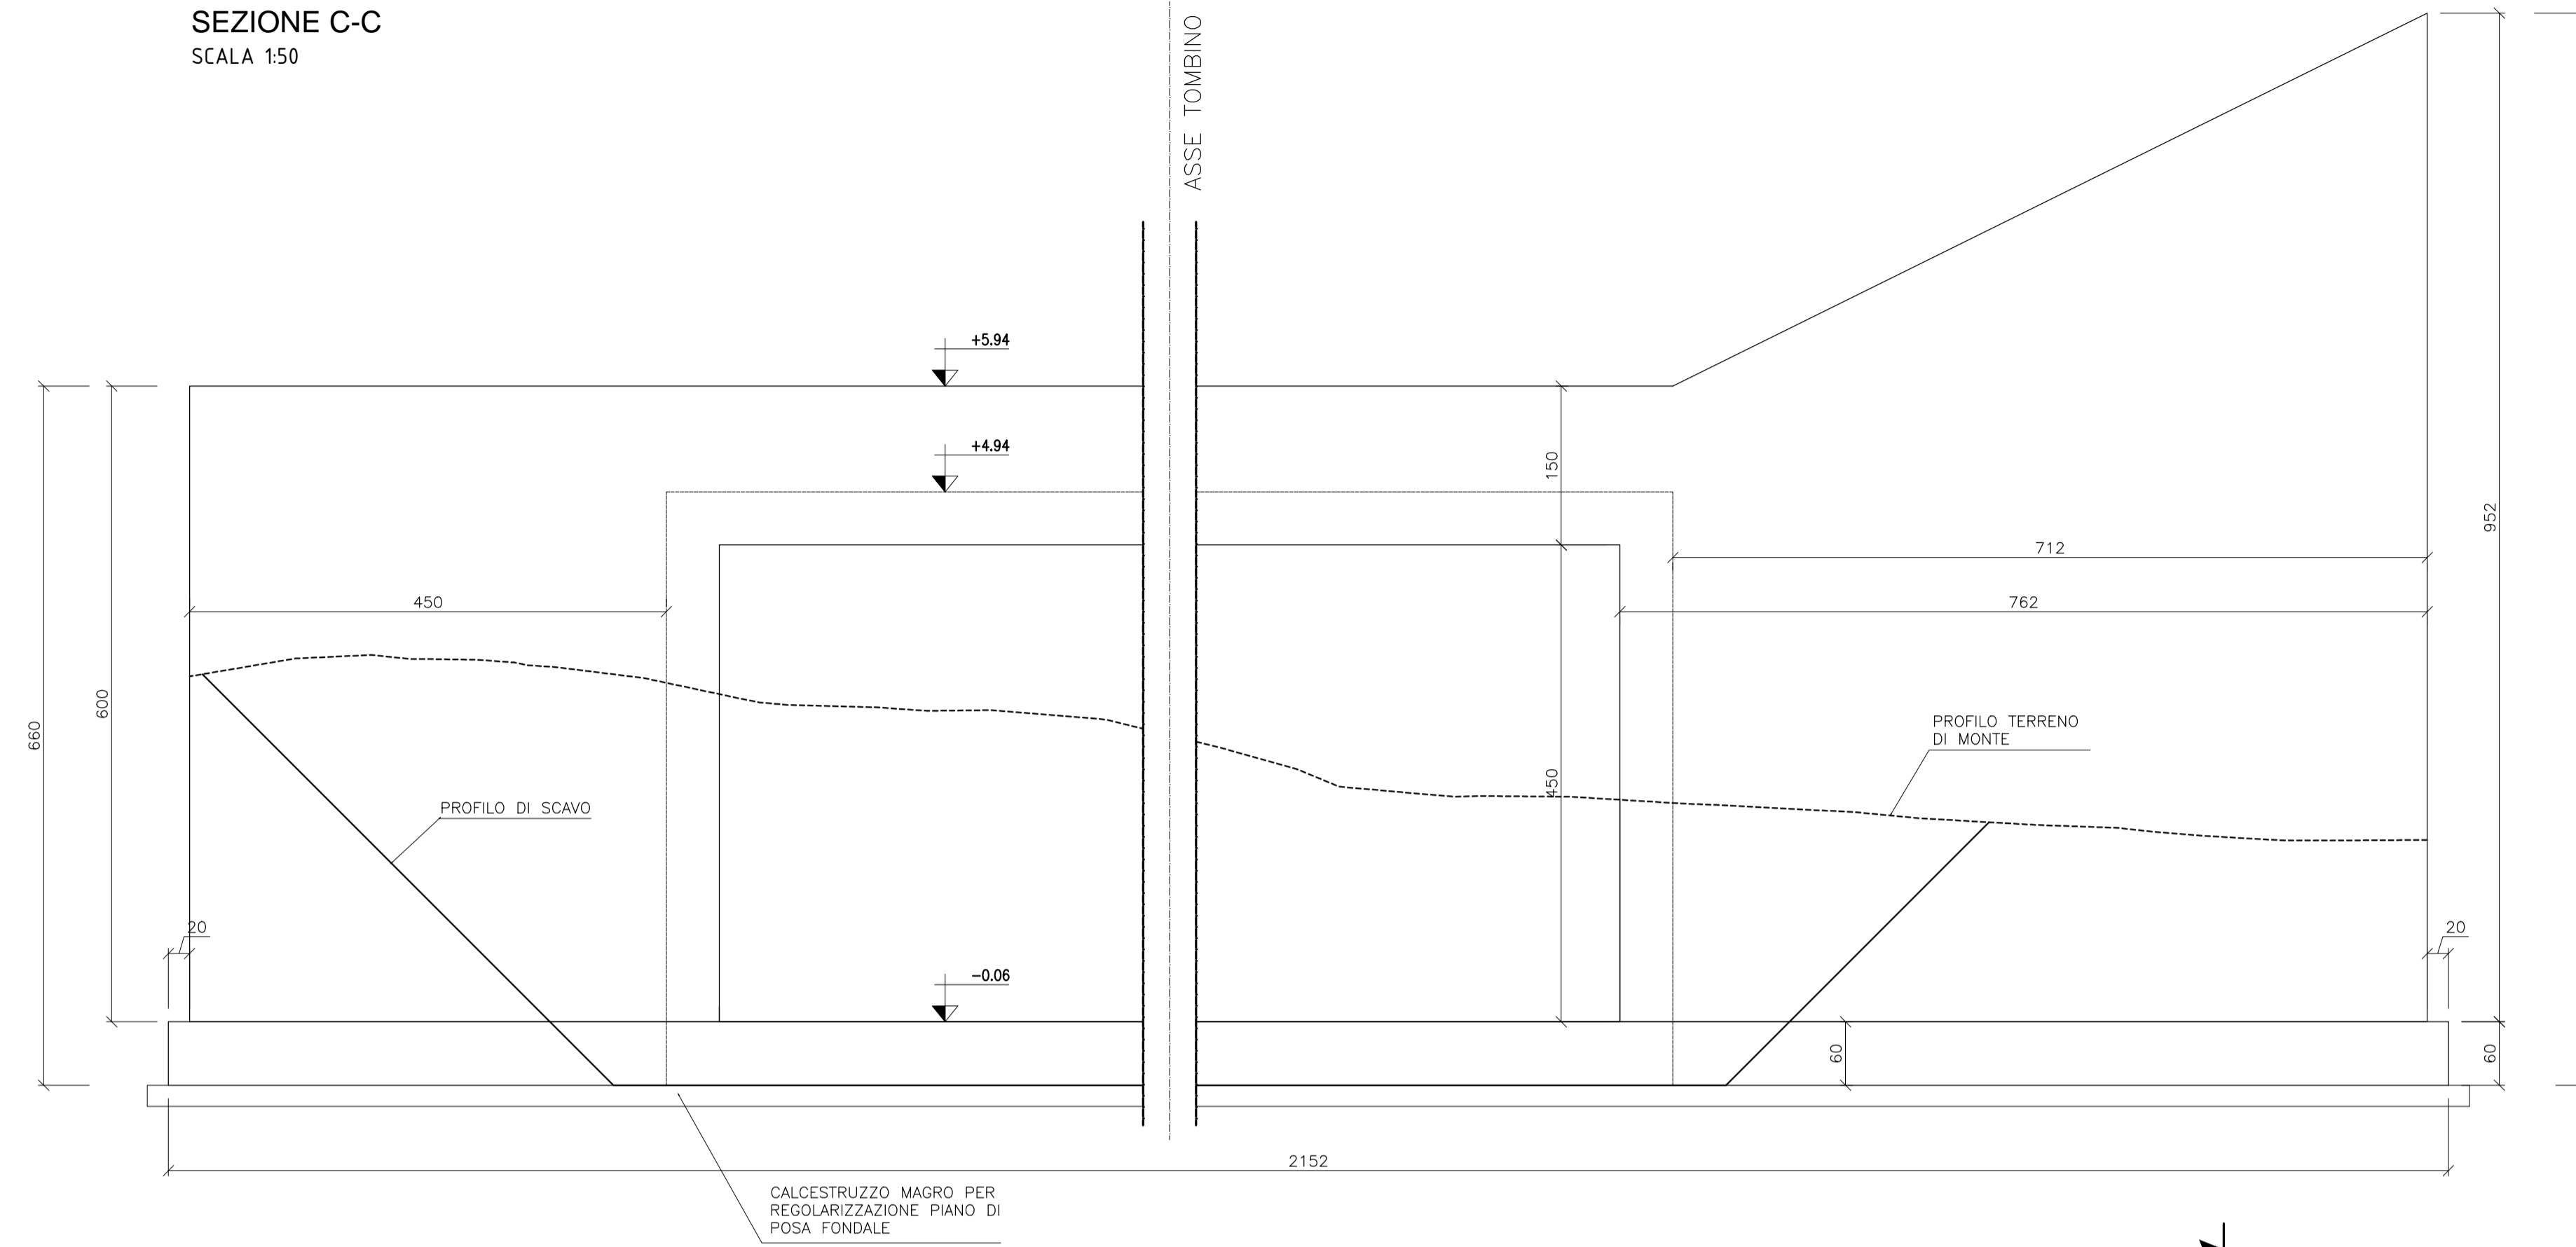 SEZIONE C-C
SCALA 1:50
ASSE TOMBINO
+5.94
+4.94
150
952
712
450
762
660
600
PROFILO TERRENO
DI MONTE
450
PROFILO DI SCAVO
20
20
-0.06
60
60
2152
CALCESTRUZZO MAGRO PER
REGOLARIZZAZIONE PIANO DI
POSA FONDALE